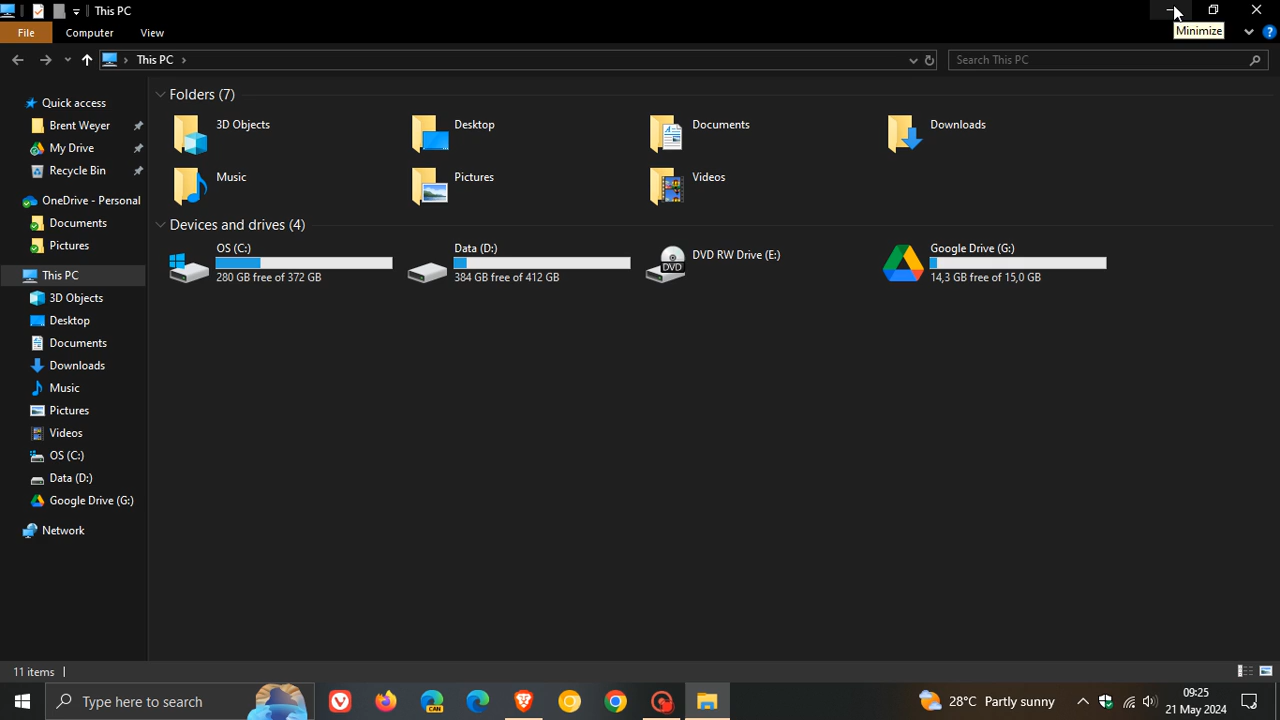 This PC
Minimize
File
Computer
View
This PC
Search This PC
Quick access
Brent Weyer
My Drive
Recycle Bin
OneDrive - Personal
Documents
Pictures
This PC
3D Objects
Desktop
Documents
Downloads
Music
Pictures
Videos
OS (C:)
Data (D:)
Google Drive (G:)
Network
Folders (7)
3D Objects
Desktop
Documents
Downloads
Music
Pictures
Videos
Devices and drives (4)
OS (C:)
280 GB free of 372 GB
Data (D:)
384 GB free of 412 GB
DVD
DVD RW Drive (E:)
Google Drive (G:)
14,3 GB free of 15,0 GB
11 items
Type here to search
CAN
28°C Partly sunny
09:25
21 May 2024